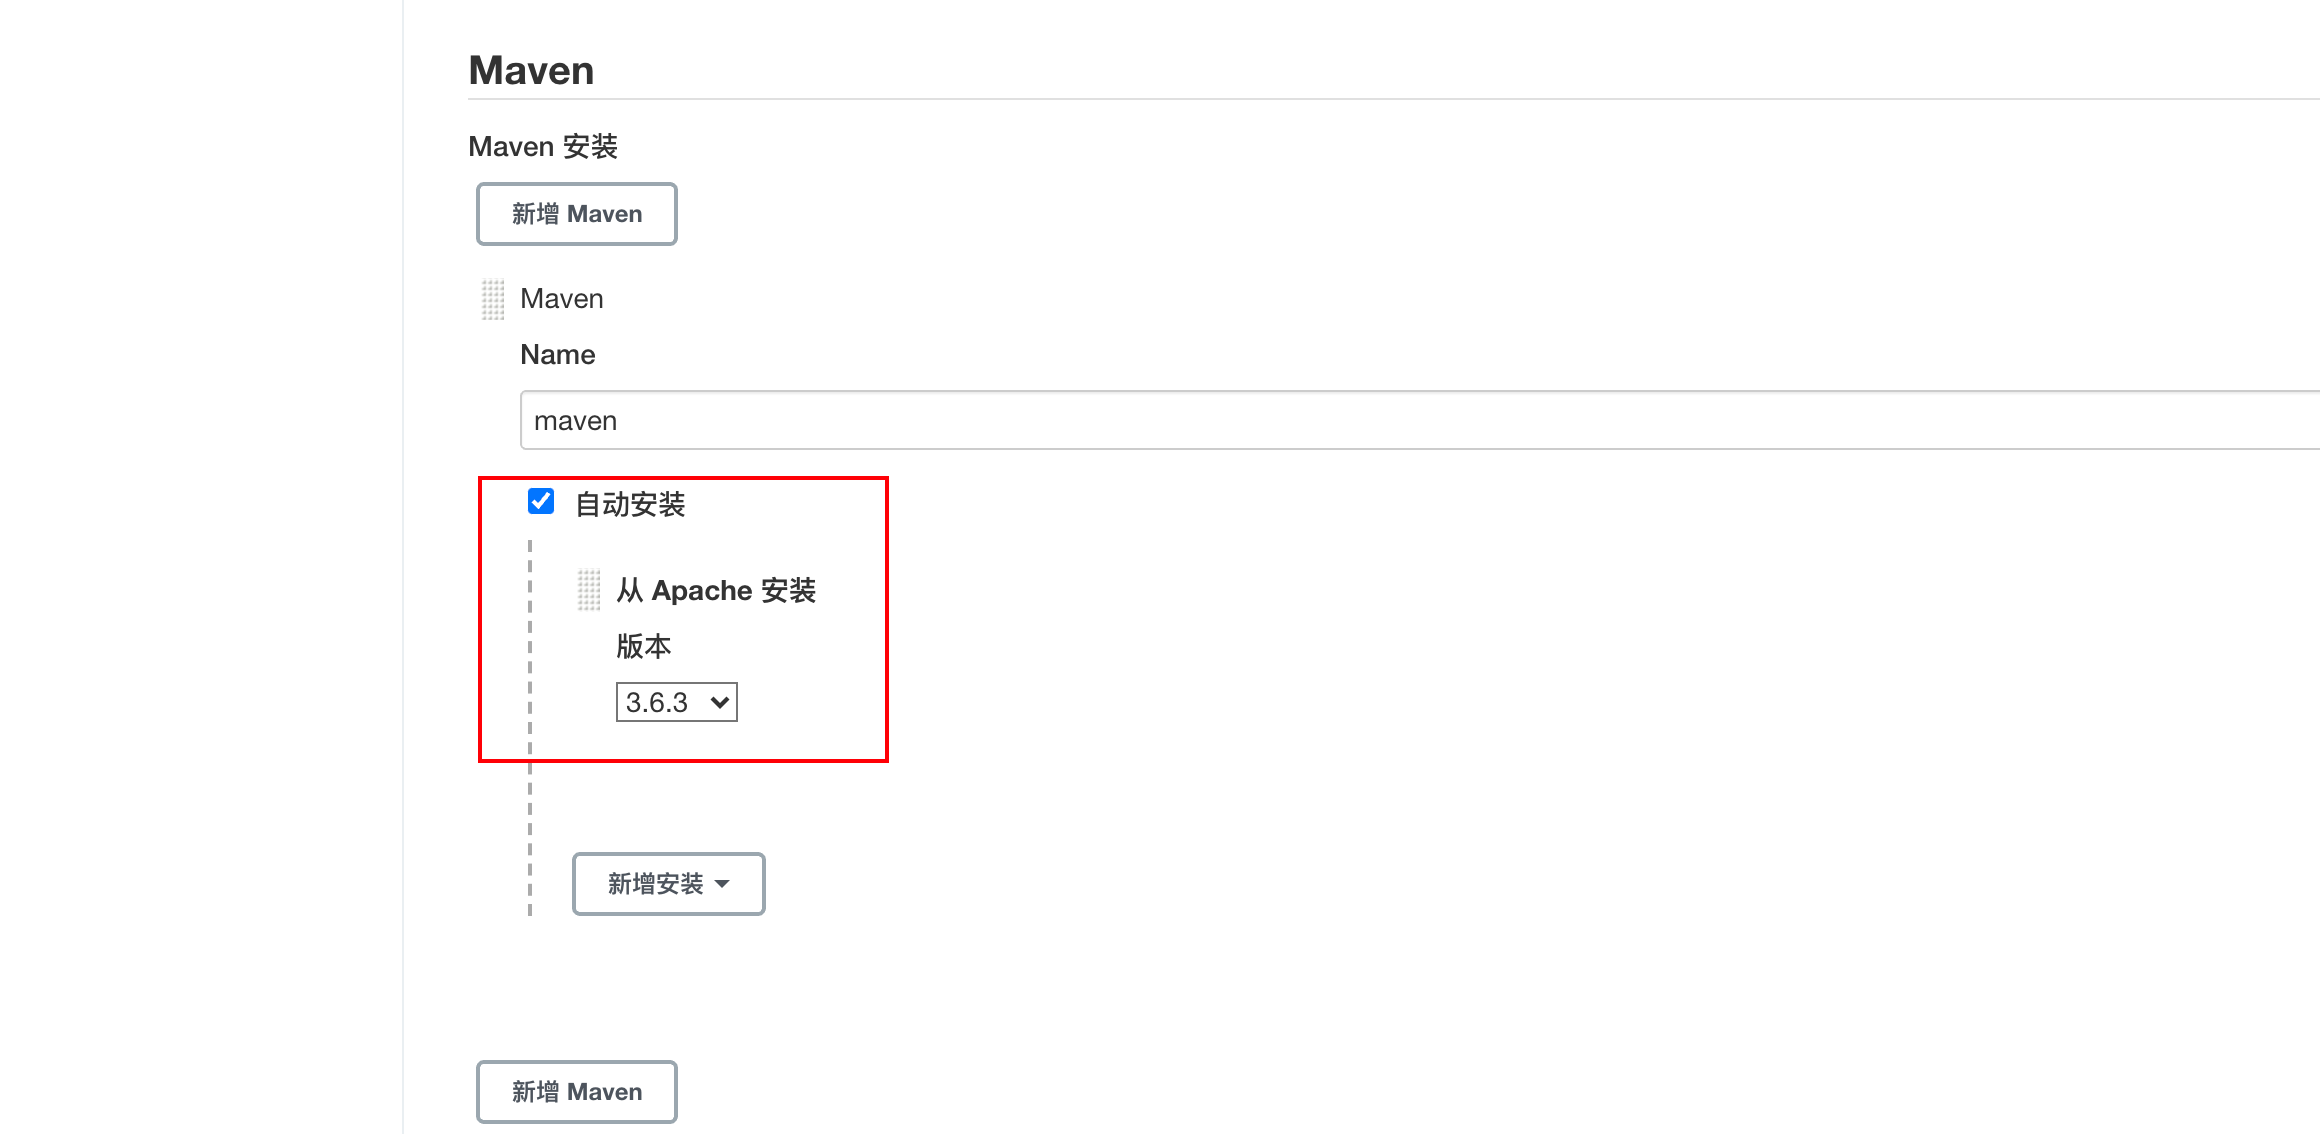 Maven
Maven 安装
新增 Maven
Maven
Name
maven
自动安装
从 Apache 安装
版本
3.6.3
新增安装
新增 Maven